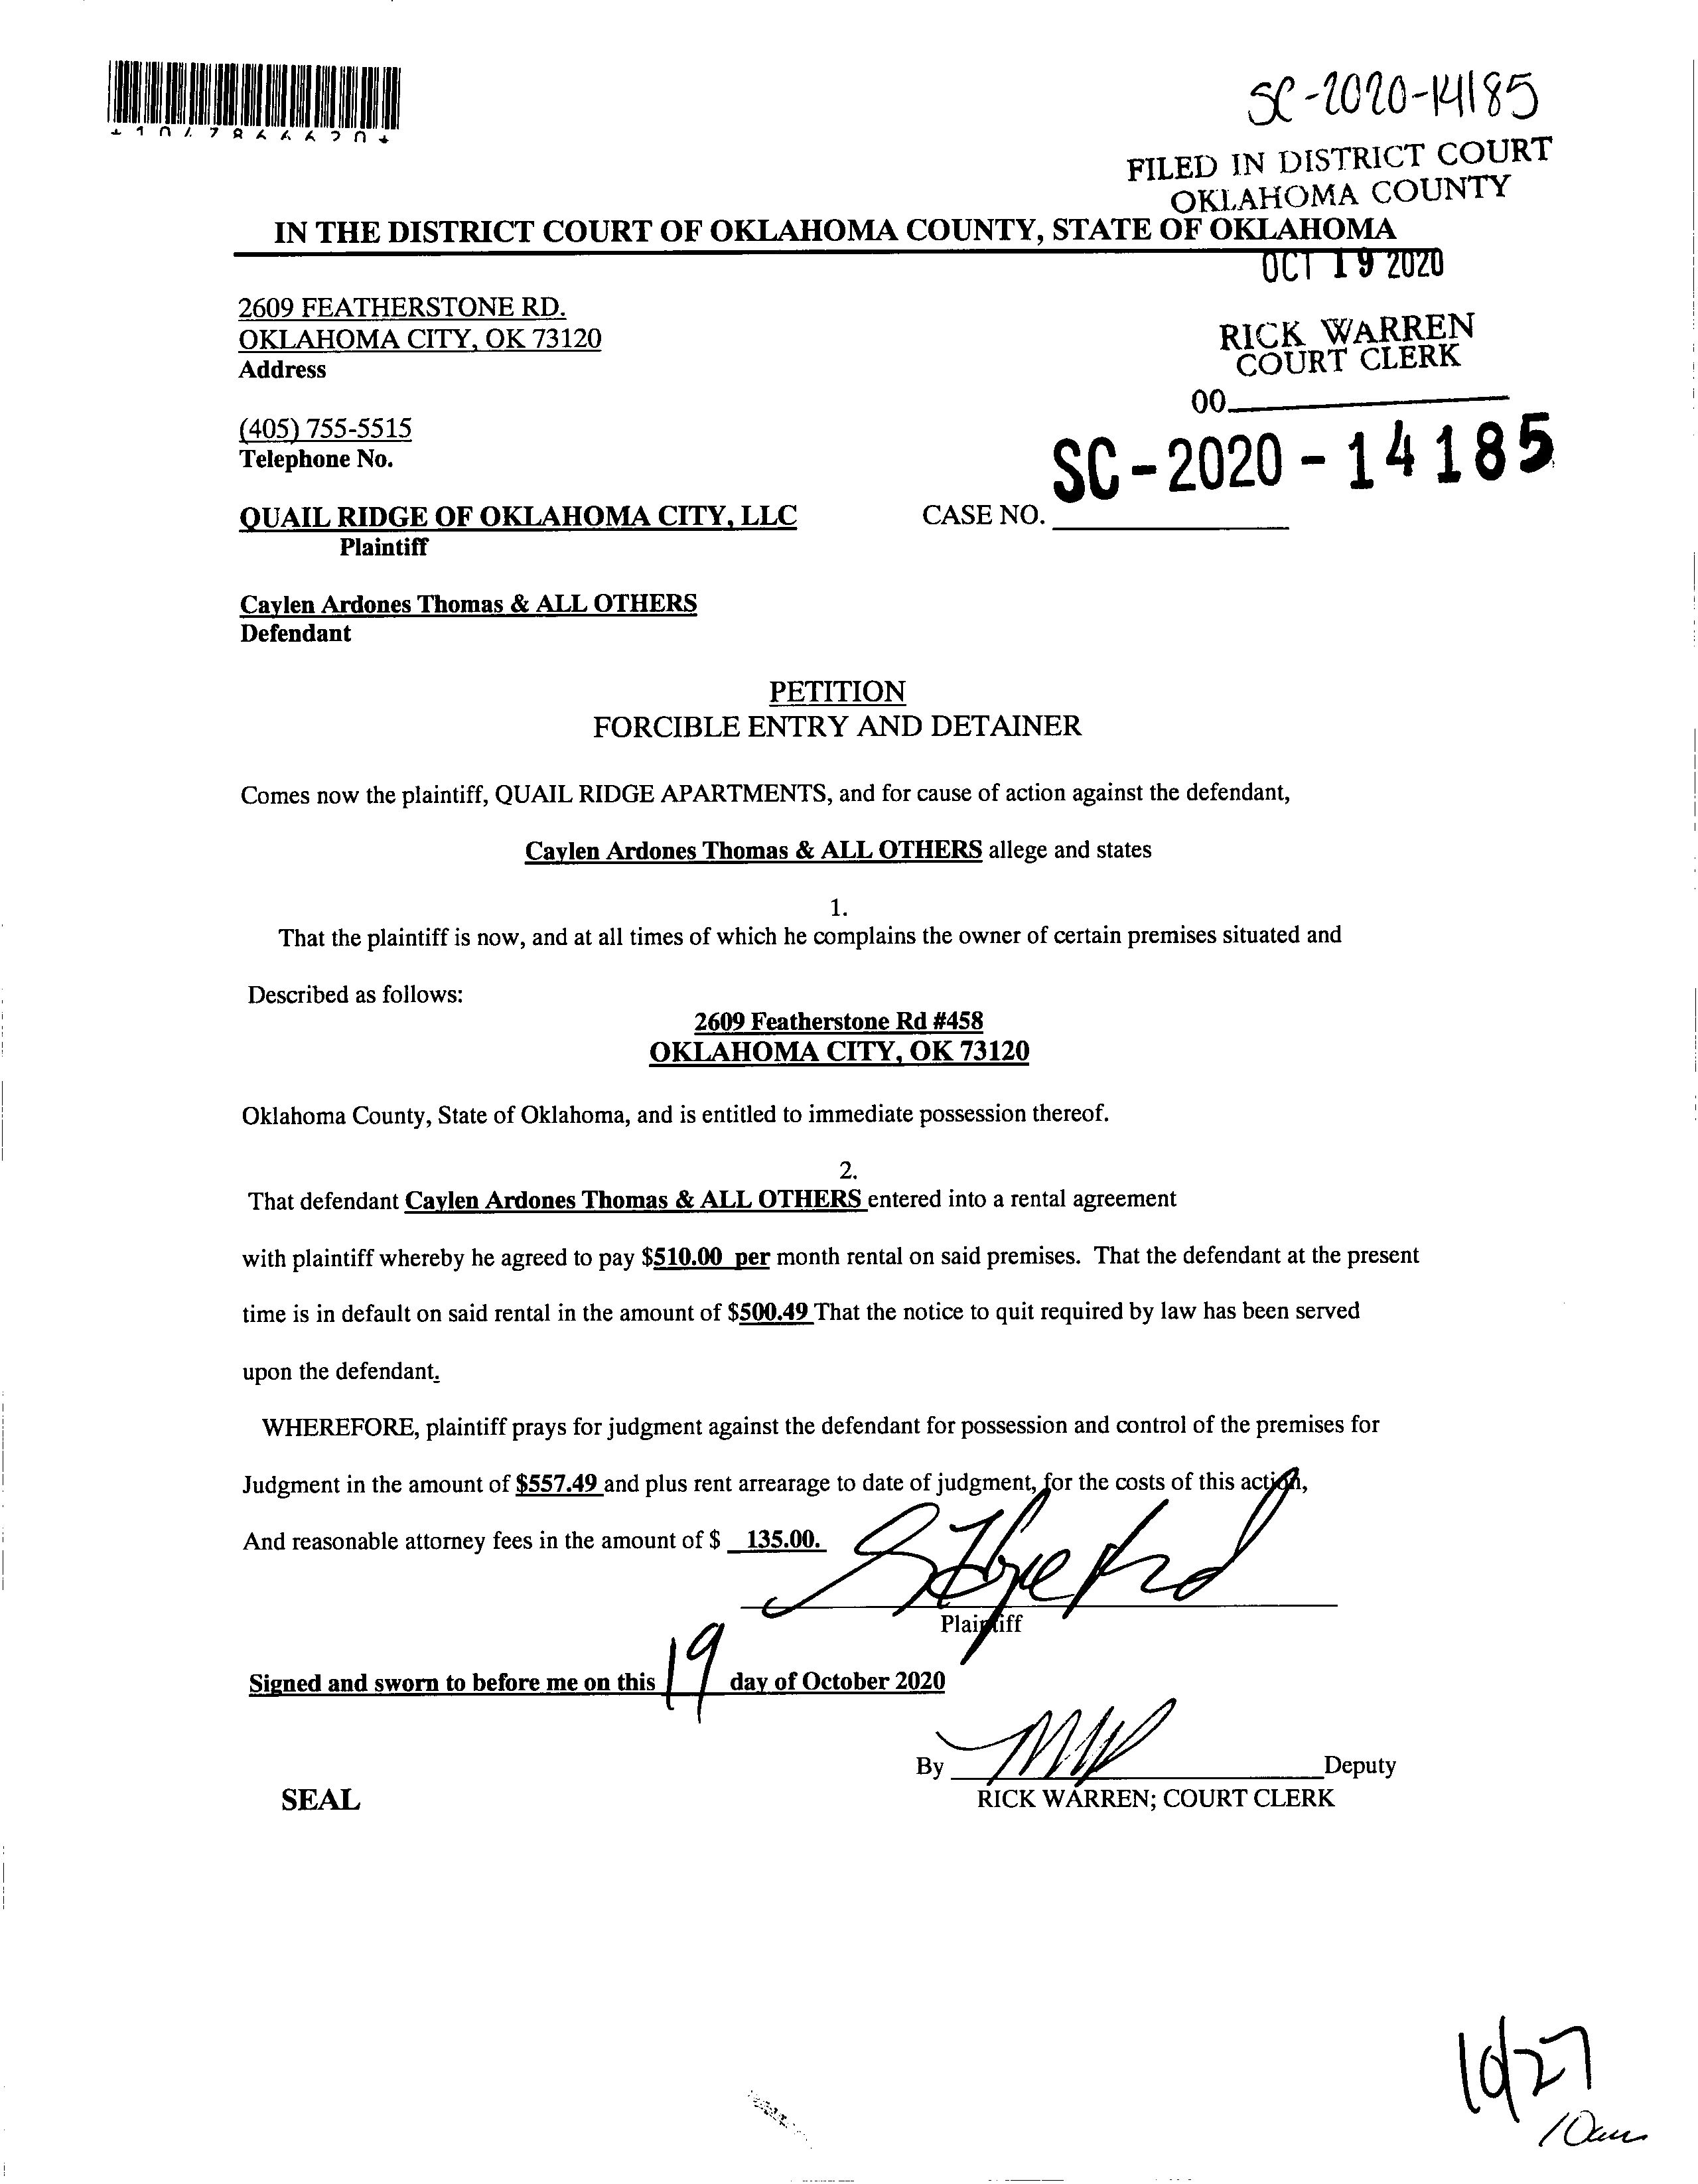 SC-2020-14185
FILED IN DISTRICT COURT
OKLAHOMA COUNTY
IN THE DISTRICT COURT OF OKLAHOMA COUNTY, STATE OF OKLAHOMA
OCT 19 2020
2609 FEATHERSTONE RD.
OKLAHOMA CITY, OK 73120
Address
RICK WARREN
COURT CLERK
00
(405) 755-5515
Telephone No.
SC-2020-14185
QUAIL RIDGE OF OKLAHOMA CITY, LLC
CASE NO.
Plaintiff
Caylen Ardones Thomas & ALL OTHERS
Defendant
PETITION
FORCIBLE ENTRY AND DETAINER
Comes now the plaintiff, QUAIL RIDGE APARTMENTS, and for cause of action against the defendant,
Caylen Ardones Thomas & ALL OTHERS allege and states
1.
That the plaintiff is now, and at all times of which he complains the owner of certain premises situated and
Described as follows:
2609 Featherstone Rd #458
OKLAHOMA CITY, OK 73120
Oklahoma County, State of Oklahoma, and is entitled to immediate possession thereof.
2.
That defendant Caylen Ardones Thomas & ALL OTHERS entered into a rental agreement
with plaintiff whereby he agreed to pay $510.00 per month rental on said premises. That the defendant at the present
time is in default on said rental in the amount of $500.49 That the notice to quit required by law has been served
upon the defendant.
WHEREFORE, plaintiff prays for judgment against the defendant for possession and control of the premises for
Judgment in the amount of $557.49 and plus rent arrearage to date of judgment, for the costs of this action,
And reasonable attorney fees in the amount of $ 135.00.
Plaintiff
Signed and sworn to before me on this 19 day of October 2020
By Deputy
RICK WARREN; COURT CLERK
SEAL
10/27
10am